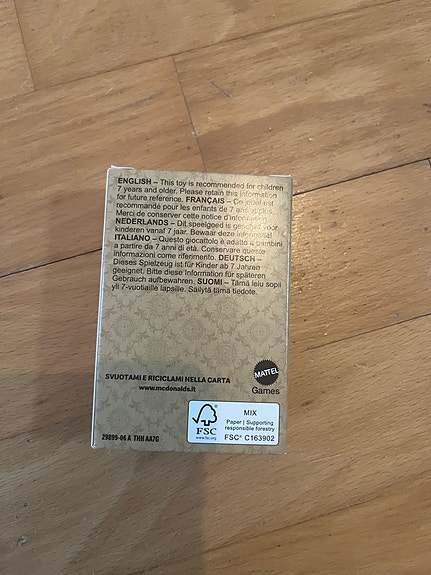 ENGLISH – This toy is recommended for children
7 years and older. Please retain this information
for future reference. FRANÇAIS – Ce jouet est
recommandé pour les enfants de 7 ans et plus.
Merci de conserver cette notice d'information.
NEDERLANDS – Dit speelgoed is geschikt voor
kinderen vanaf 7 jaar. Bewaar deze informatie!
ITALIANO – Questo giocattolo è adatto a bambini
a partire da 7 anni di età. Conservare queste
informazioni come riferimento. DEUTSCH –
Dieses Spielzeug ist für Kinder ab 7 Jahren
geeignet. Bitte diese Information für späteren
Gebrauch aufbewahren. SUOMI – Tämä lelu sopii
yli 7-vuotiaille lapsille. Säilytä tämä tiedote.
SVUOTAMI E RICICLAMI NELLA CARTA
www.mcdonalds.it
MATTEL
Games
FSC
www.fsc.org
MIX
Paper | Supporting
responsible forestry
FSC® C163902
29899-06 A THH AA7G